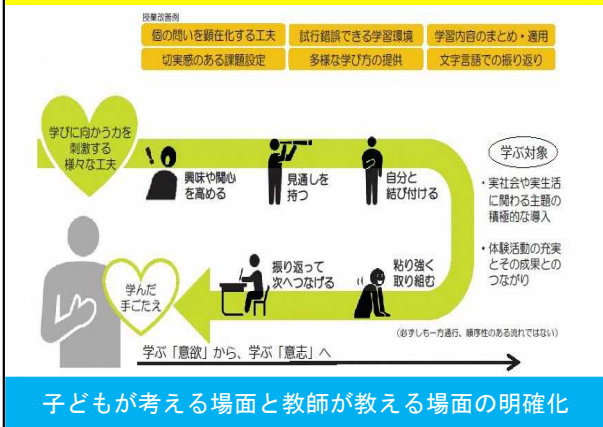 授業改善例
個の問いを顕在化する工夫
試行錯誤できる学習環境
学習内容のまとめ・適用
切実感のある課題設定
多様な学び方の提供
文字言語での振り返り
学びに向かう力を
刺激する
様々な工夫
興味や関心
を高める
見通しを
持つ
自分と
結び付ける
学ぶ対象
・実社会や実生活
に関わる主題の
積極的な導入
・体験活動の充実
とその成果との
つながり
粘り強く
取り組む
振り返って
次へつなげる
学んだ
手ごたえ
(必ずしも一方通行、順序性のある流れではない)
学ぶ「意欲」から、学ぶ「意志」へ
子どもが考える場面と教師が教える場面の明確化